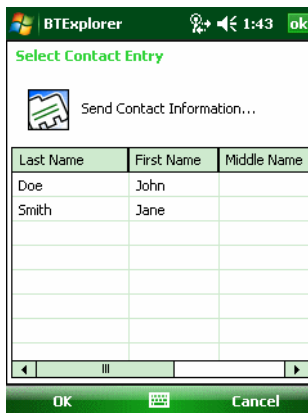 BTExplorer 1:43 ok
Select Contact Entry
Send Contact Information...
Last Name First Name Middle Name
Doe John
Smith Jane
OK Cancel